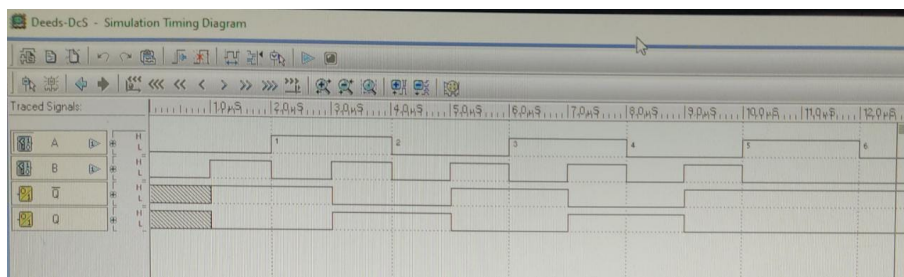 Deeds-DcS - Simulation Timing Diagram
Traced Signals:
1,0µS 2,0µS 3,0µS 4,0µS 5,0µS 6,0µS 7,0µS 8,0µS 9,0µS 10,0µS 11,0µS 12,0µS
A H 1 2 3 4 5 6
L
B H
L
Q̅ H
L
Q H
L